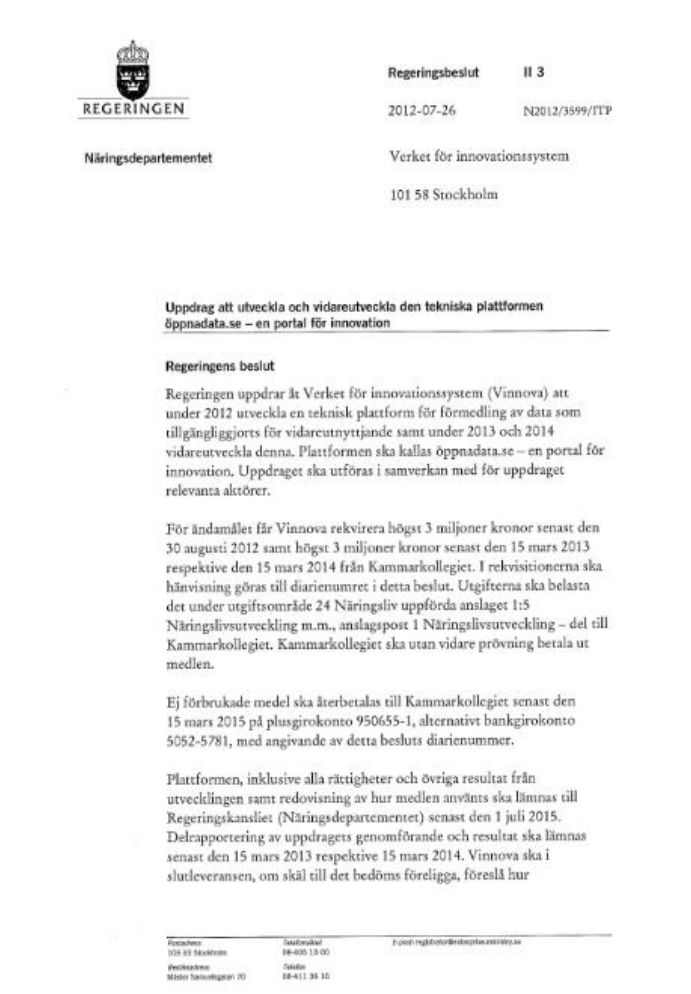 REGERINGEN
Regeringsbeslut II 3
2012-07-26 N2012/3599/ITP
Näringsdepartementet
Verket för innovationssystem
101 58 Stockholm
Uppdrag att utveckla och vidareutveckla den tekniska plattformen
öppnadata.se – en portal för innovation
Regeringens beslut
Regeringen uppdrar åt Verket för innovationssystem (Vinnova) att
under 2012 utveckla en teknisk plattform för förmedling av data som
tillgängliggjorts för vidareutnyttjande samt under 2013 och 2014
vidareutveckla denna. Plattformen ska kallas öppnadata.se – en portal för
innovation. Uppdraget ska utföras i samverkan med för uppdraget
relevanta aktörer.
För ändamålet får Vinnova rekvirera högst 3 miljoner kronor senast den
30 augusti 2012 samt högst 3 miljoner kronor senast den 15 mars 2013
respektive den 15 mars 2014 från Kammarkollegiet. I rekvisitionerna ska
hänvisning göras till diarienumret i detta beslut. Utgifterna ska belasta
det under utgiftsområde 24 Näringsliv uppförda anslaget 1:5
Näringslivsutveckling m.m., anslagspost 1 Näringslivsutveckling – del till
Kammarkollegiet. Kammarkollegiet ska utan vidare prövning betala ut
medlen.
Ej förbrukade medel ska återbetalas till Kammarkollegiet senast den
15 mars 2015 på plusgirokonto 950655-1, alternativt bankgirokonto
5052-5781, med angivande av detta besluts diarienummer.
Plattformen, inklusive alla rättigheter och övriga resultat från
utvecklingen samt redovisning av hur medlen använts ska lämnas till
Regeringskansliet (Näringsdepartementet) senast den 1 juli 2015.
Delrapportering av uppdragets genomförande och resultat ska lämnas
senast den 15 mars 2013 respektive 15 mars 2014. Vinnova ska i
slutleveransen, om skäl till det bedöms föreligga, föreslå hur
Postadress
103 33 Stockholm
Besöksadress
Mäster Samuelsgatan 70
Telefonväxel
08-405 10 00
Telefax
08-411 36 16
E-post: registrator@enterprise.ministry.se